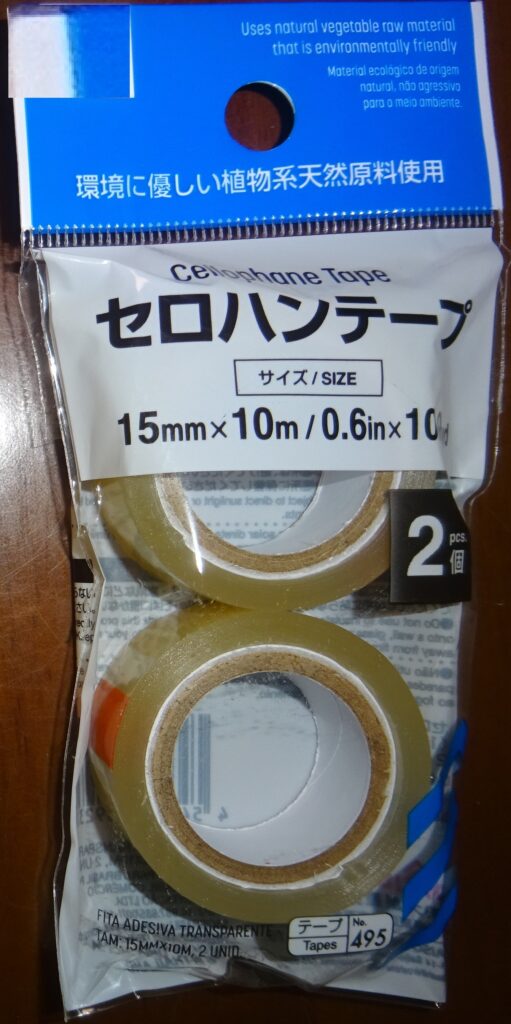 Uses natural vegetable raw material
that is environmentally friendly
Material ecológico de origem
natural, não agressivo
para o meio ambiente.
環境に優しい植物系天然原料使用
Cellophane Tape
セロハンテープ
サイズ / SIZE
15mm×10m / 0.6in×10
2 pcs.
個
FITA ADESIVA TRANSPARENTE
TAM: 15MMX10M, 2 UNID.
テープ No.
Tapes 495